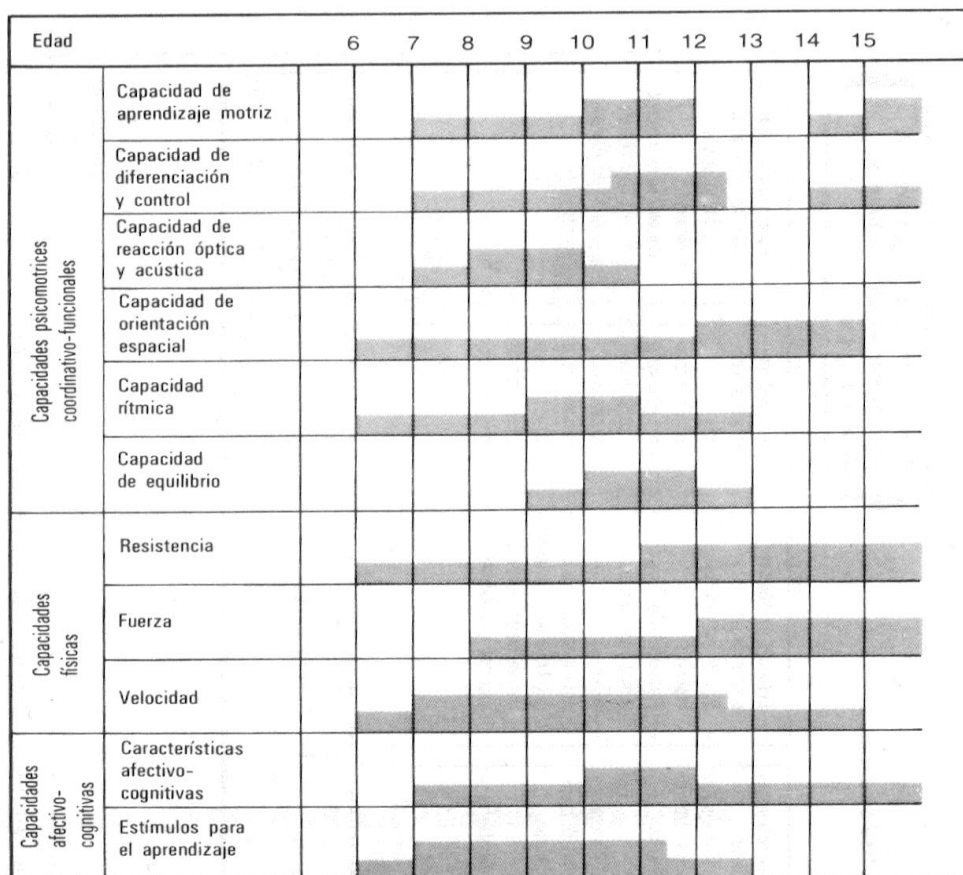 Edad 6 7 8 9 10 11 12 13 14 15
Capacidades psicomotrices
coordinativo-funcionales
Capacidad de
aprendizaje motriz
Capacidad de
diferenciación
y control
Capacidad de
reacción óptica
y acústica
Capacidad de
orientación
espacial
Capacidad
rítmica
Capacidad
de equilibrio
Capacidades
físicas
Resistencia
Fuerza
Velocidad
Capacidades
afectivo-
cognitivas
Características
afectivo-
cognitivas
Estímulos para
el aprendizaje